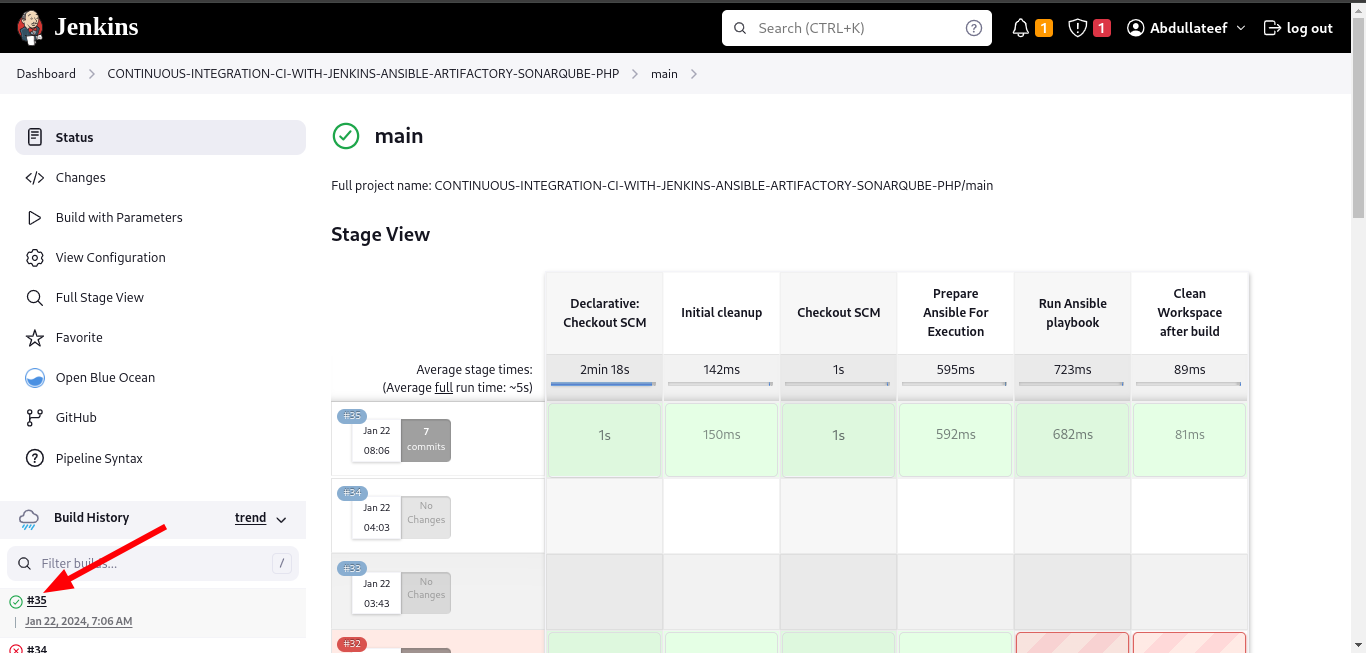 Jenkins
Search (CTRL+K)
?
1
1
Abdullateef
log out
Dashboard
CONTINUOUS-INTEGRATION-CI-WITH-JENKINS-ANSIBLE-ARTIFACTORY-SONARQUBE-PHP
main
Status
Changes
Build with Parameters
View Configuration
Full Stage View
Favorite
Open Blue Ocean
GitHub
Pipeline Syntax
Build History
trend
Filter builds...
/
#35
Jan 22, 2024, 7:06 AM
#34
main
Full project name: CONTINUOUS-INTEGRATION-CI-WITH-JENKINS-ANSIBLE-ARTIFACTORY-SONARQUBE-PHP/main
Stage View
Declarative:
Checkout SCM
Initial cleanup
Checkout SCM
Prepare
Ansible For
Execution
Run Ansible
playbook
Clean
Workspace
after build
Average stage times:
(Average full run time: ~5s)
2min 18s
142ms
1s
595ms
723ms
89ms
#35
Jan 22
08:06
7
commits
1s
150ms
1s
592ms
682ms
81ms
#34
Jan 22
04:03
No
Changes
#33
Jan 22
03:43
No
Changes
#32